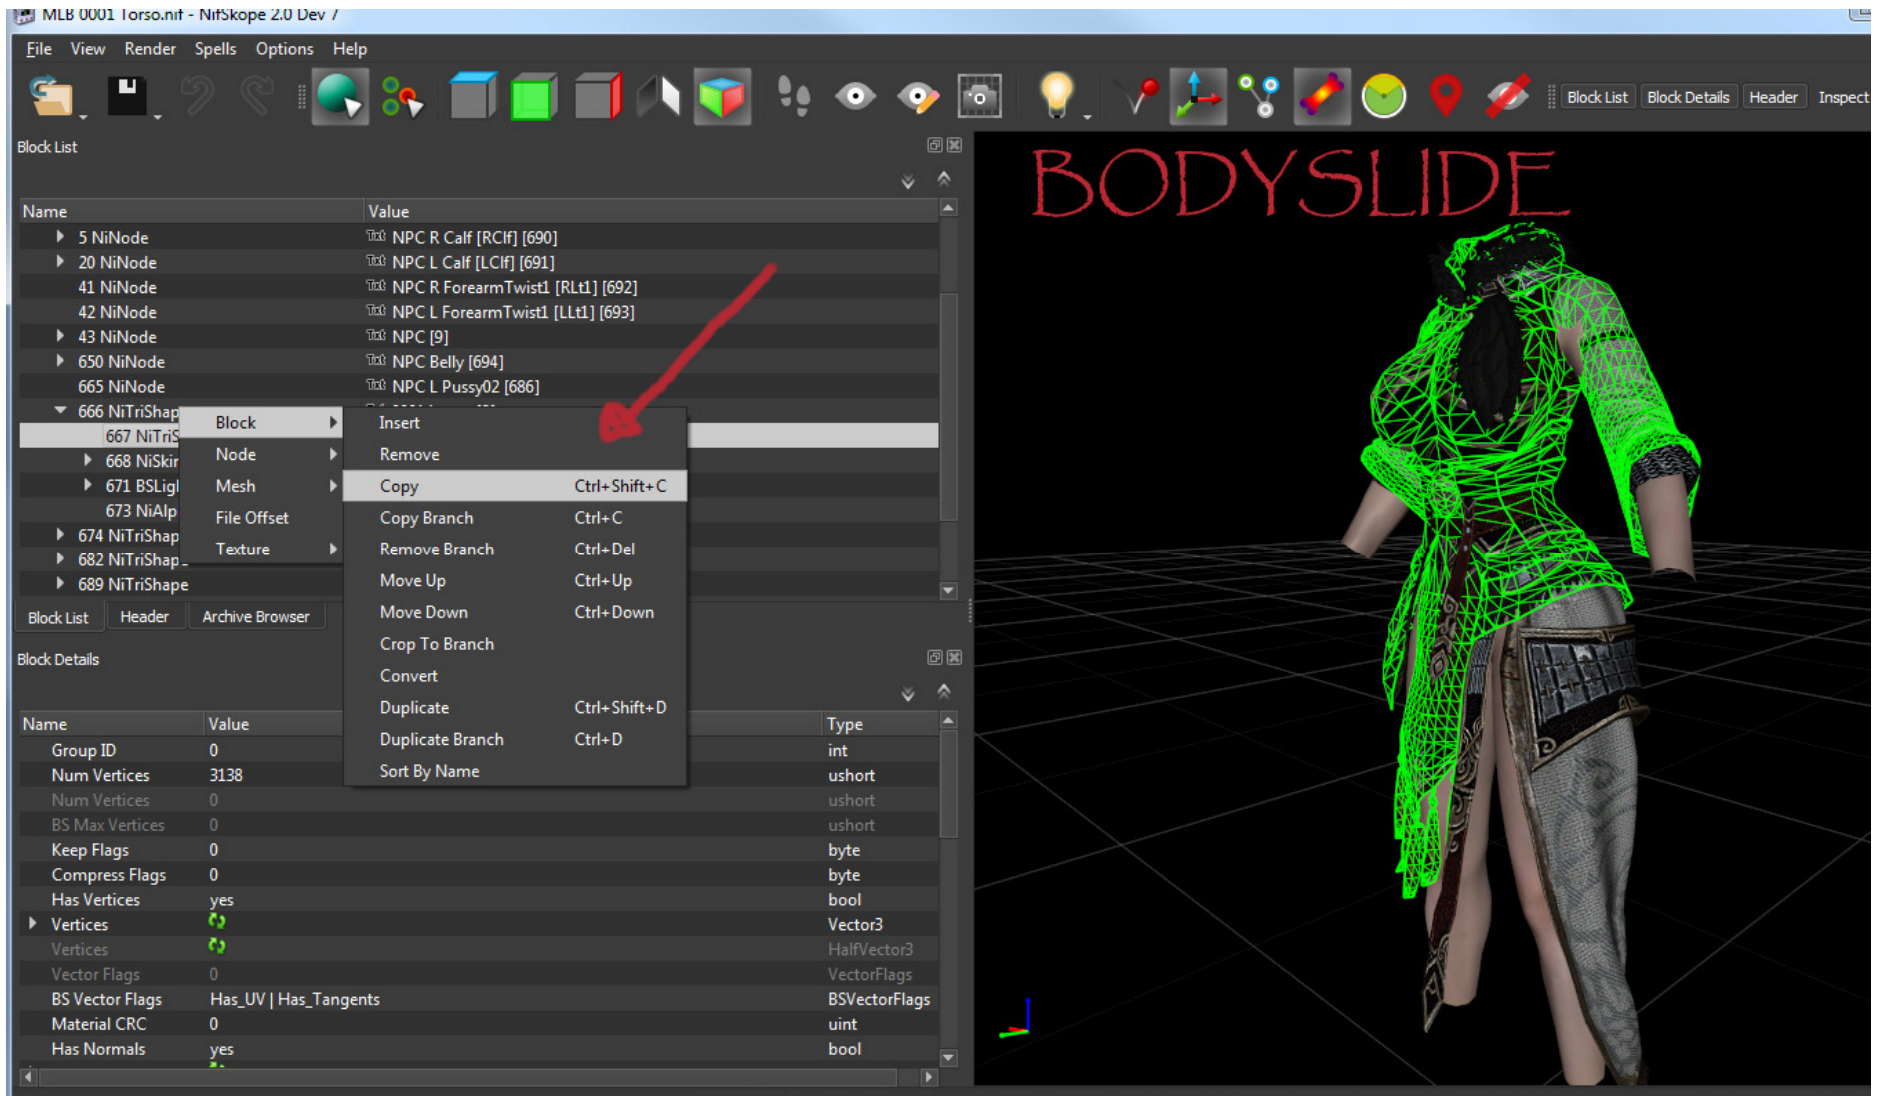 MLB 0001 Torso.nif - NifSkope 2.0 Dev 7
File View Render Spells Options Help
Block List Block Details Header Inspect
Block List
BODYSLIDE
Name Value
5 NiNode Txt NPC R Calf [RClf] [690]
20 NiNode Txt NPC L Calf [LClf] [691]
41 NiNode Txt NPC R ForearmTwist1 [RLt1] [692]
42 NiNode Txt NPC L ForearmTwist1 [LLt1] [693]
43 NiNode Txt NPC [9]
650 NiNode Txt NPC Belly [694]
665 NiNode Txt NPC L Pussy02 [686]
666 NiTriShap
667 NiTriS
668 NiSkin
671 BSLigl
673 NiAlp
674 NiTriShap
682 NiTriShap
689 NiTriShape
Block
Node
Mesh
File Offset
Texture
Insert
Remove
Copy Ctrl+Shift+C
Copy Branch Ctrl+C
Remove Branch Ctrl+Del
Move Up Ctrl+Up
Move Down Ctrl+Down
Crop To Branch
Convert
Duplicate Ctrl+Shift+D
Duplicate Branch Ctrl+D
Sort By Name
Block List Header Archive Browser
Block Details
Name Value Type
Group ID 0 int
Num Vertices 3138 ushort
Num Vertices 0 ushort
BS Max Vertices 0 ushort
Keep Flags 0 byte
Compress Flags 0 byte
Has Vertices yes bool
Vertices Vector3
Vertices HalfVector3
Vector Flags 0 VectorFlags
BS Vector Flags Has_UV | Has_Tangents BSVectorFlags
Material CRC 0 uint
Has Normals yes bool